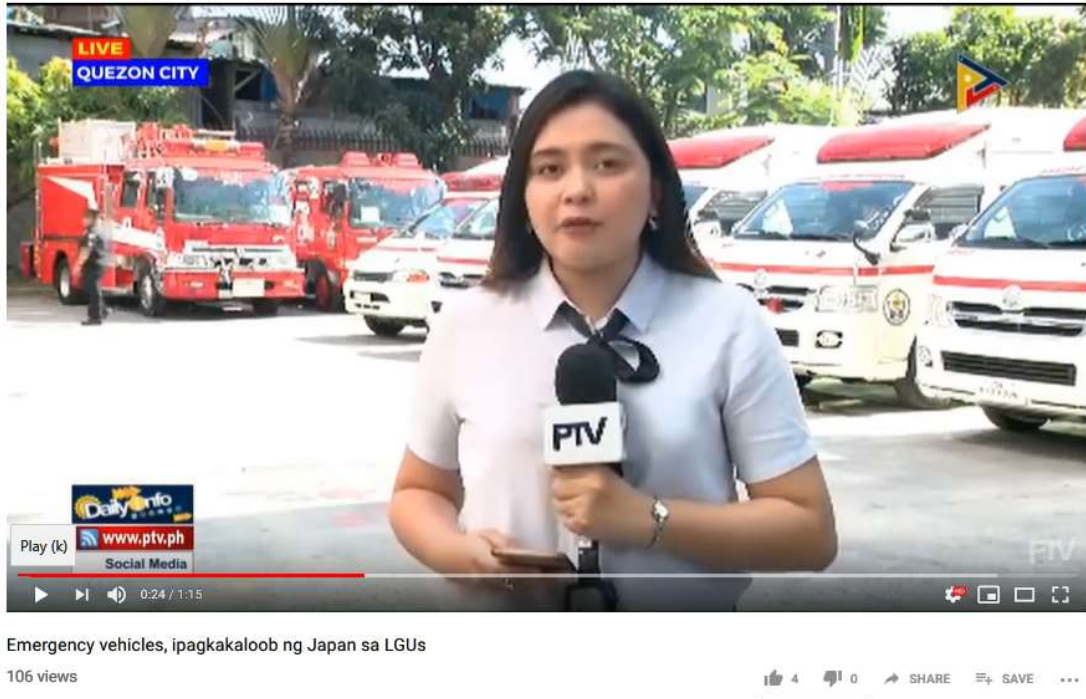 LIVE
QUEZON CITY
PTV
Daily Info
www.ptv.ph
Social Media
Play (k)
PTV
0:24 / 1:15
HD
Emergency vehicles, ipagkakaloob ng Japan sa LGUs
106 views
4
0
SHARE
SAVE